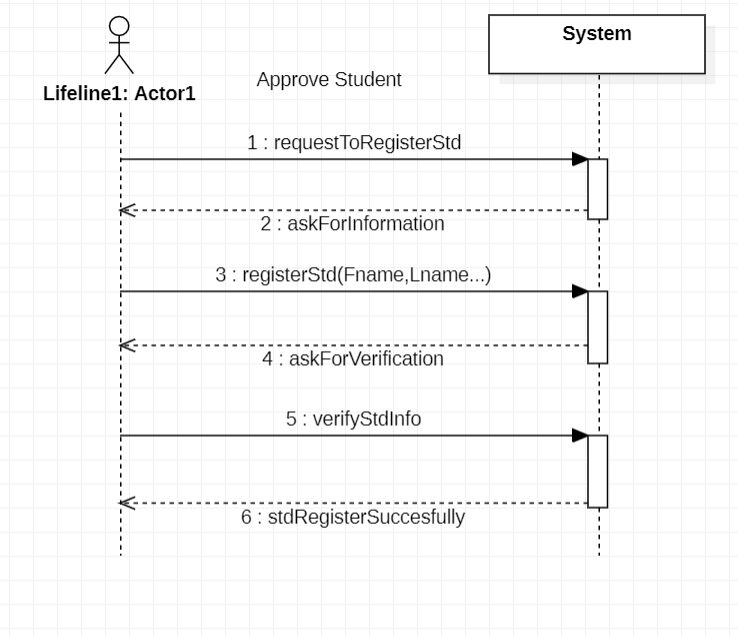 System
Approve Student
Lifeline1: Actor1
1 : requestToRegisterStd
2 : askForInformation
3 : registerStd(Fname,Lname...)
4 : askForVerification
5 : verifyStdInfo
6 : stdRegisterSuccesfully